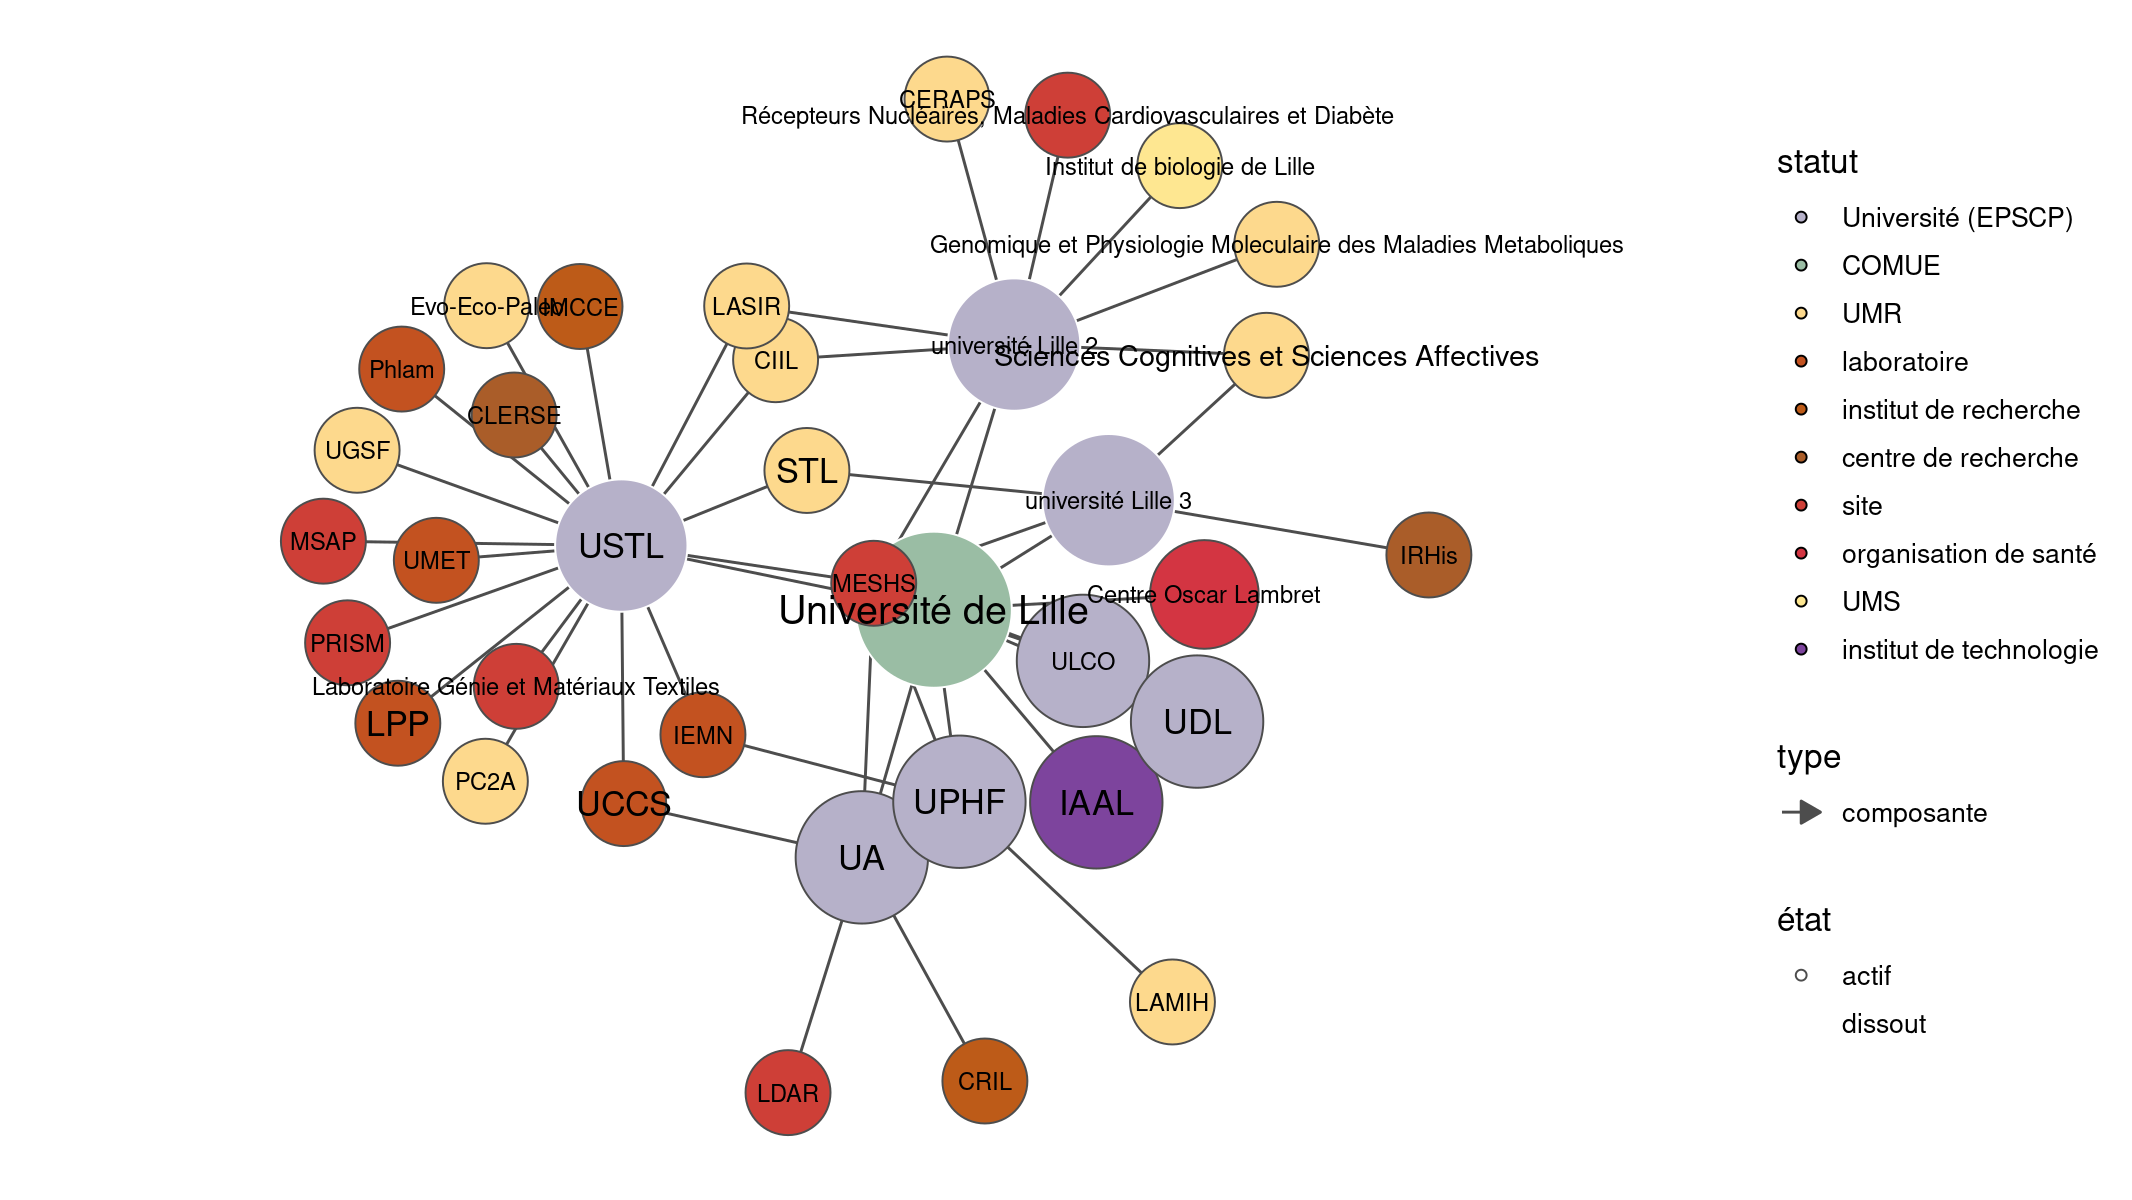 CERAPS
Récepteurs Nucléaires, Maladies Cardiovasculaires et Diabète
Institut de biologie de Lille
Genomique et Physiologie Moleculaire des Maladies Metaboliques
Evo-Eco-Paleo
IMCCE
LASIR
université Lille 2
Sciences Cognitives et Sciences Affectives
CIIL
Phlam
CLERSE
UGSF
STL
université Lille 3
MSAP
UMET
USTL
IRHis
MESHS
Centre Oscar Lambret
Université de Lille
PRISM
ULCO
Laboratoire Génie et Matériaux Textiles
LPP
IEMN
UDL
PC2A
UCCS
UPHF
IAAL
UA
LAMIH
LDAR
CRIL
statut
Université (EPSCP)
COMUE
UMR
laboratoire
institut de recherche
centre de recherche
site
organisation de santé
UMS
institut de technologie
type
composante
état
actif
dissout